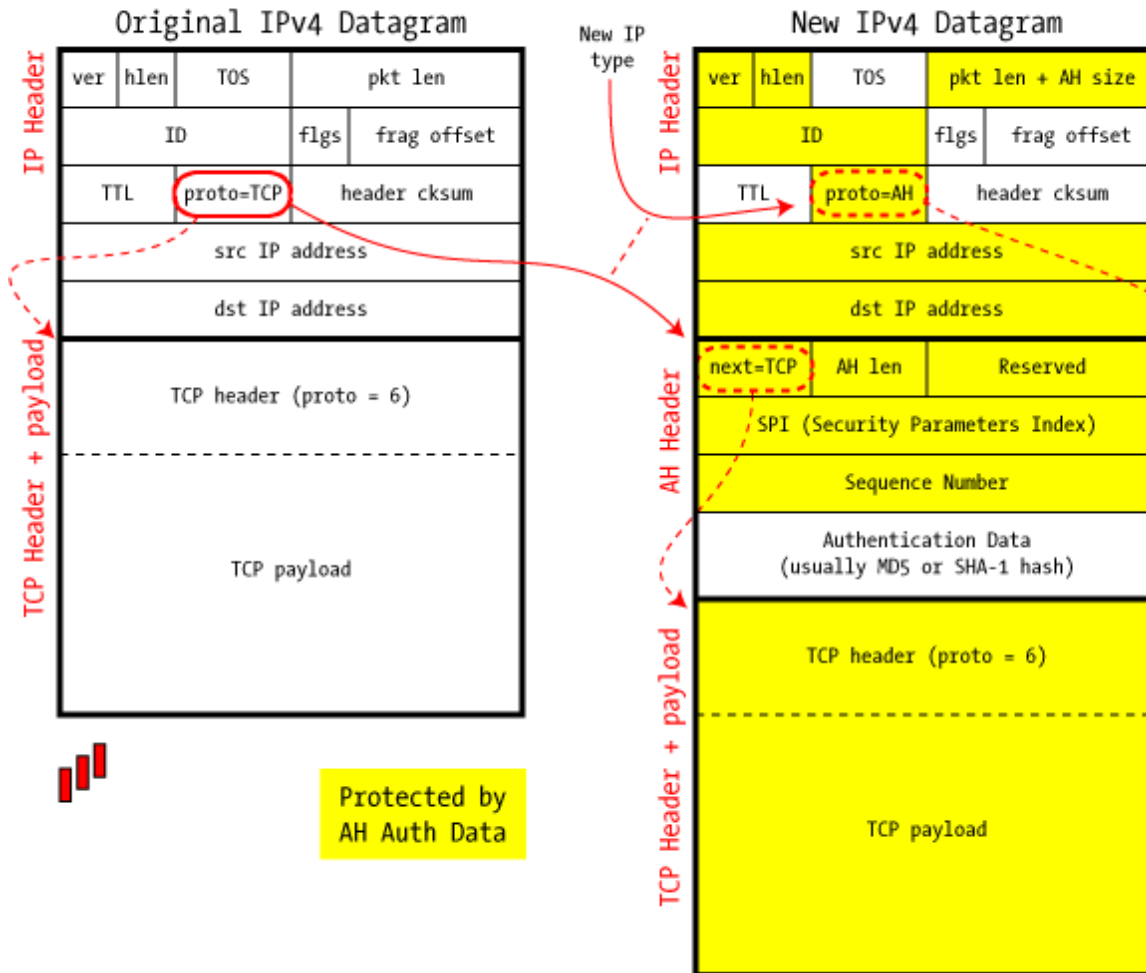 Original IPv4 Datagram
IP Header
ver hlen TOS pkt len
ID flgs frag offset
TTL proto=TCP header cksum
src IP address
dst IP address
TCP Header + payload
TCP header (proto = 6)
TCP payload
Protected by
AH Auth Data
New IP
type
New IPv4 Datagram
IP Header
ver hlen TOS pkt len + AH size
ID flgs frag offset
TTL proto=AH header cksum
src IP address
dst IP address
AH Header
next=TCP AH len Reserved
SPI (Security Parameters Index)
Sequence Number
Authentication Data
(usually MD5 or SHA-1 hash)
TCP Header + payload
TCP header (proto = 6)
TCP payload